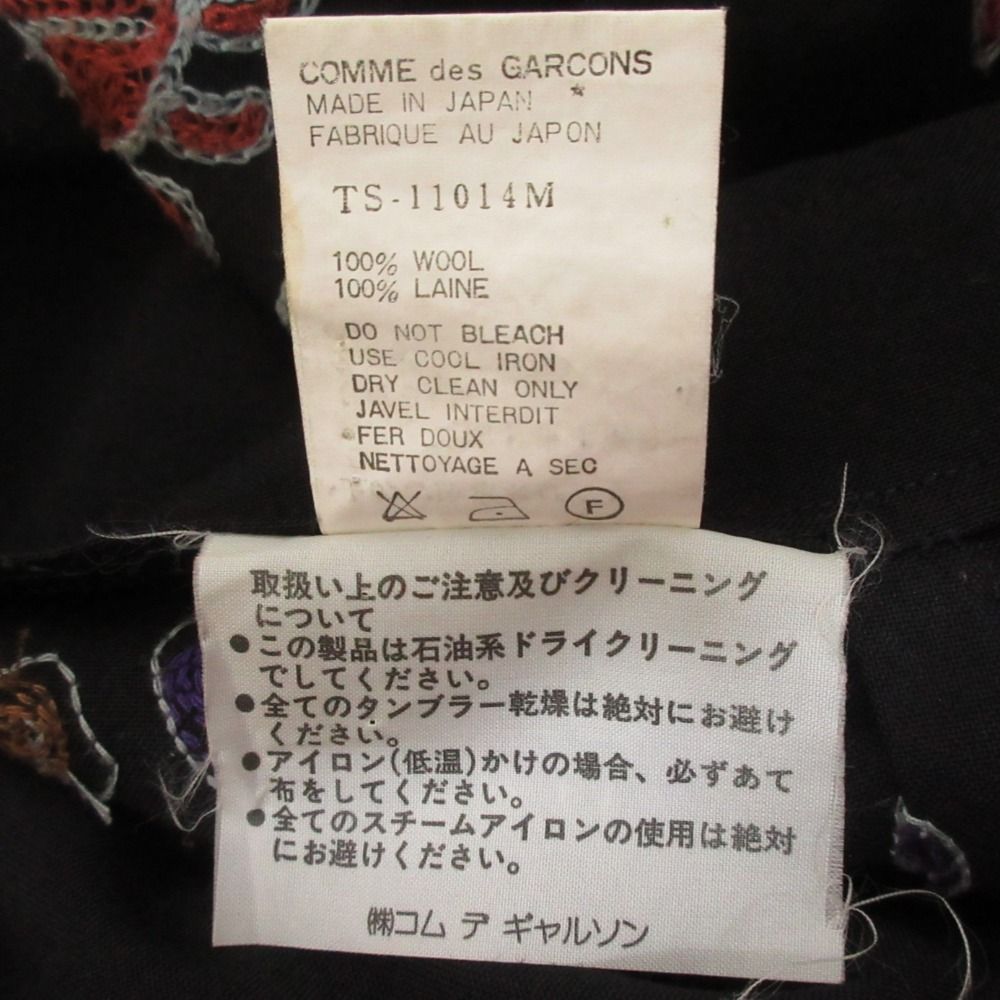 COMME des GARCONS
MADE IN JAPAN
FABRIQUE AU JAPON
TS-11014M
100% WOOL
100% LAINE
DO NOT BLEACH
USE COOL IRON
DRY CLEAN ONLY
JAVEL INTERDIT
FER DOUX
NETTOYAGE A SEC
F
取扱い上のご注意及びクリーニング
について
●この製品は石油系ドライクリーニング
でしてください。
●全てのタンブラー乾燥は絶対にお避け
ください。
●アイロン(低温)かけの場合、必ずあて
布をしてください。
●全てのスチームアイロンの使用は絶対
にお避けください。
㈱コム デ ギャルソン